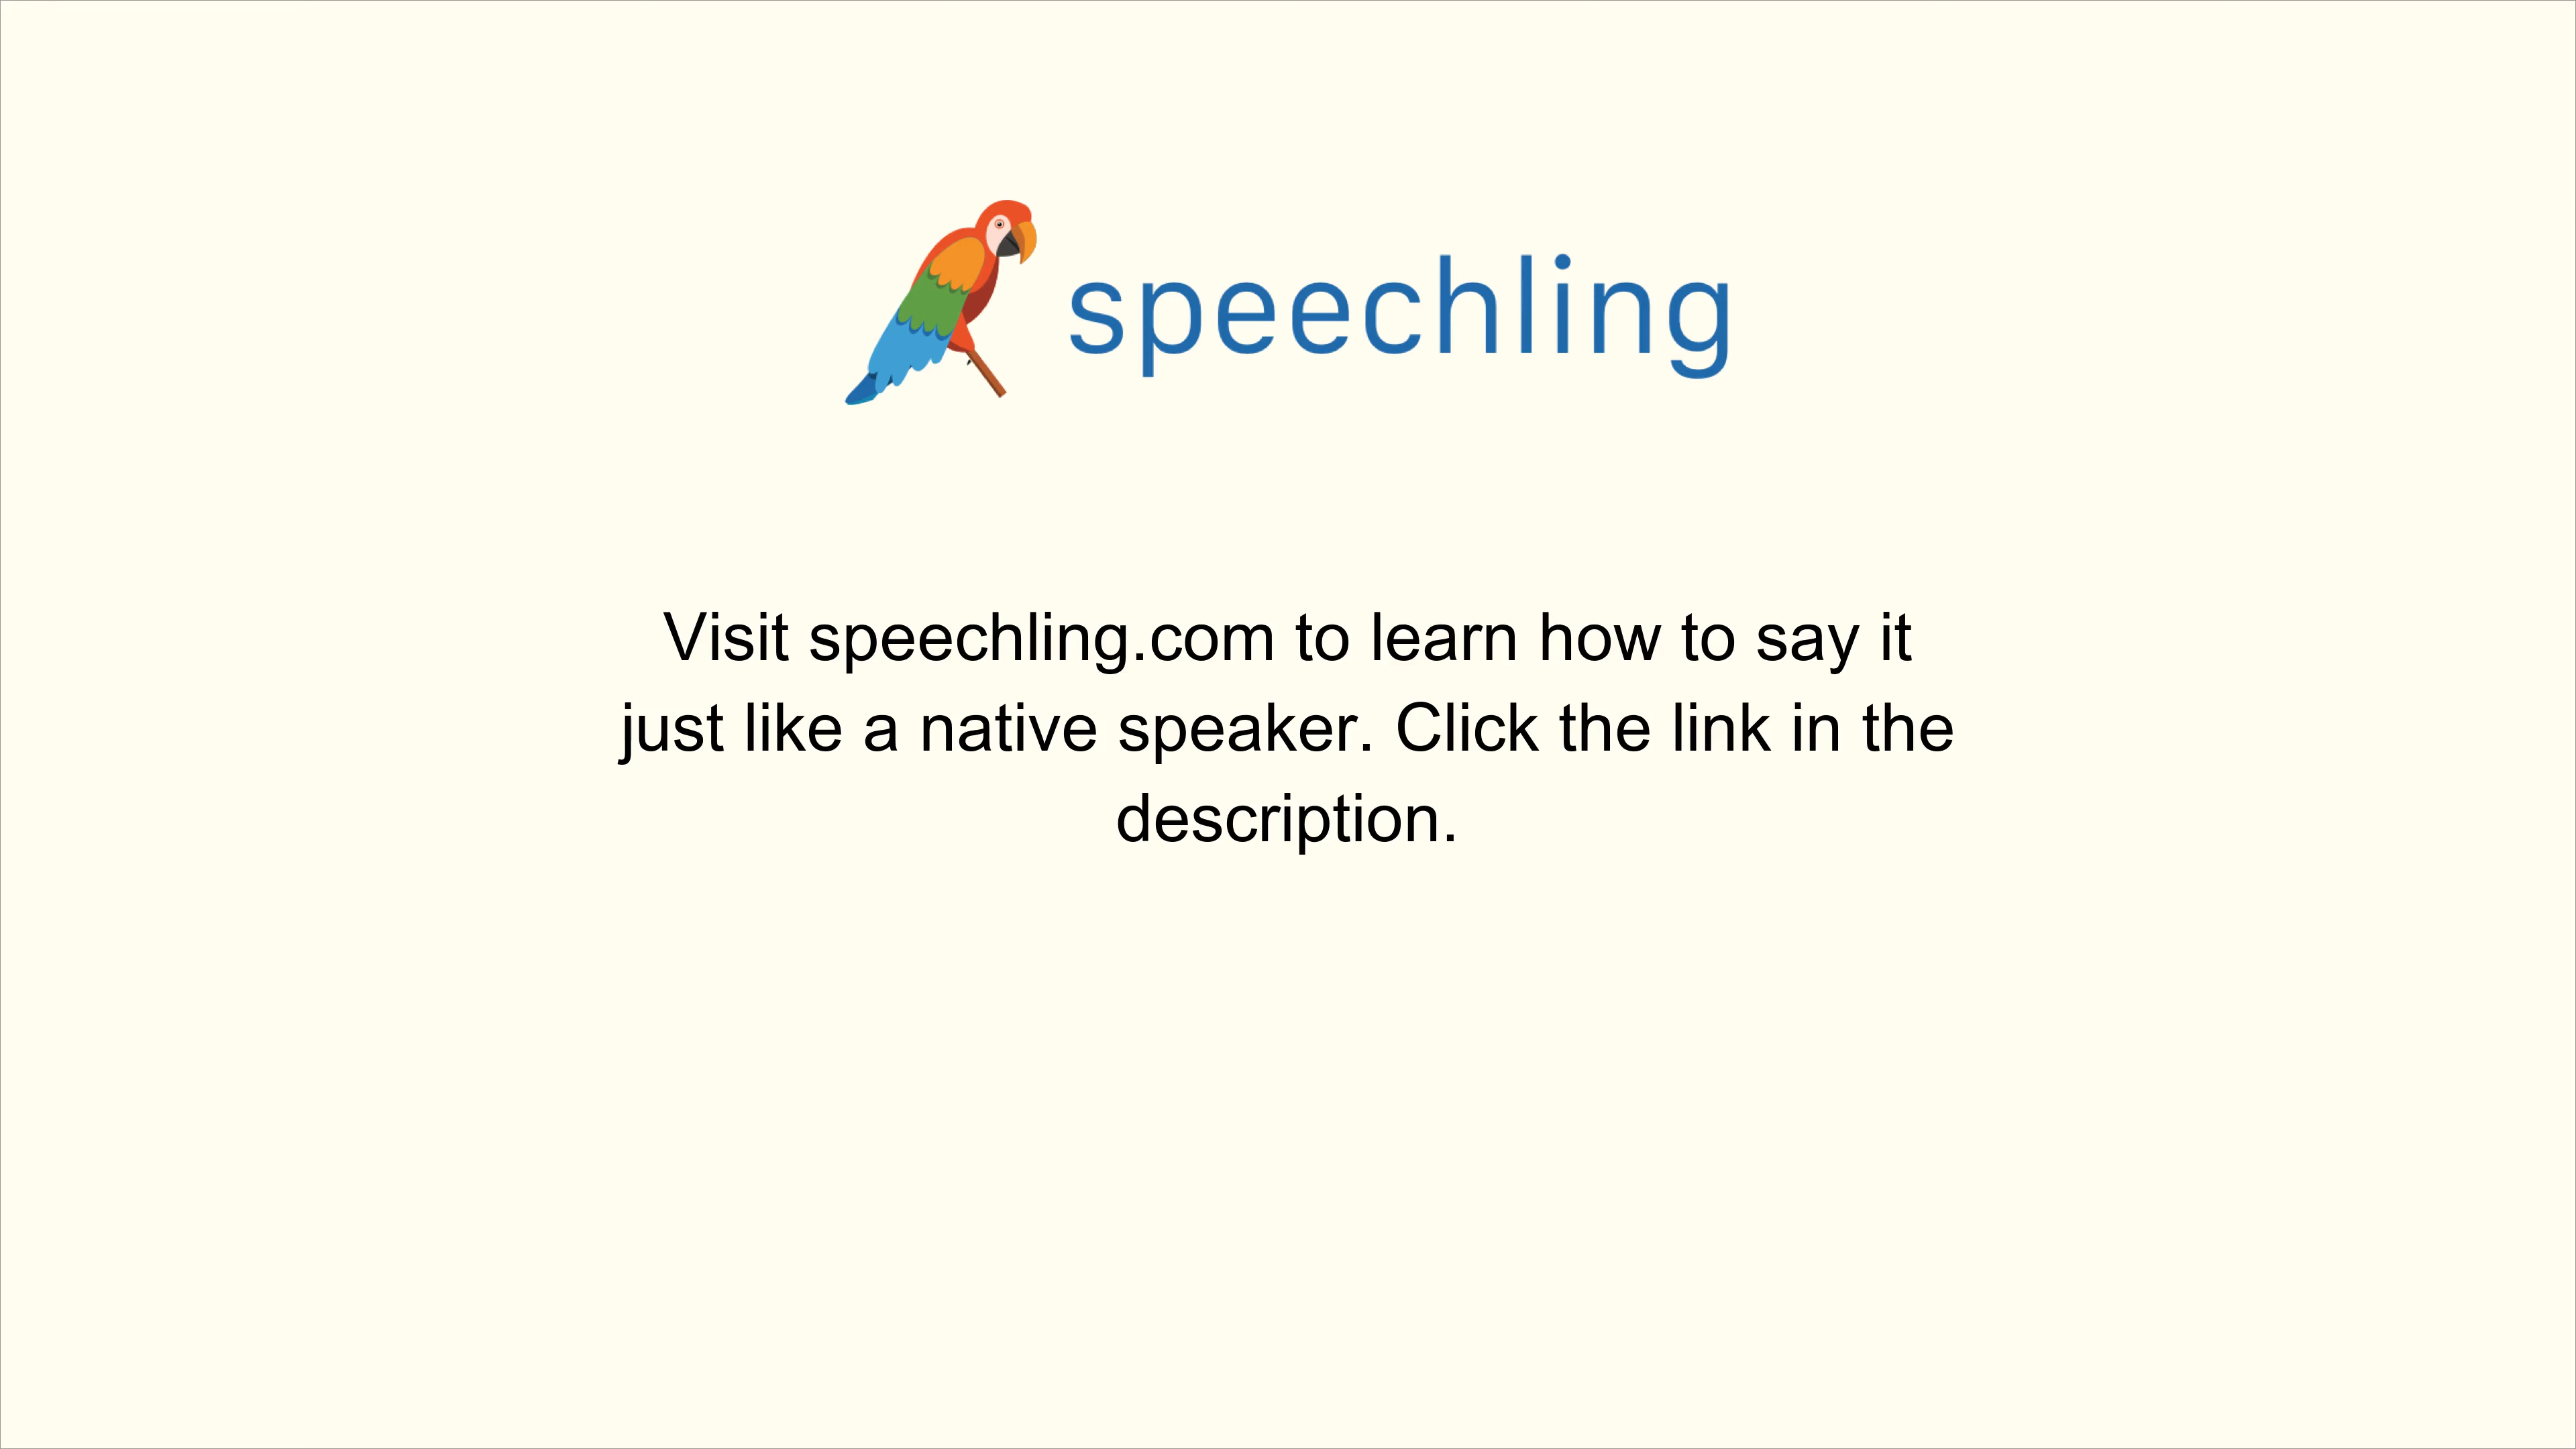 speechling
Visit speechling.com to learn how to say it
just like a native speaker. Click the link in the
description.